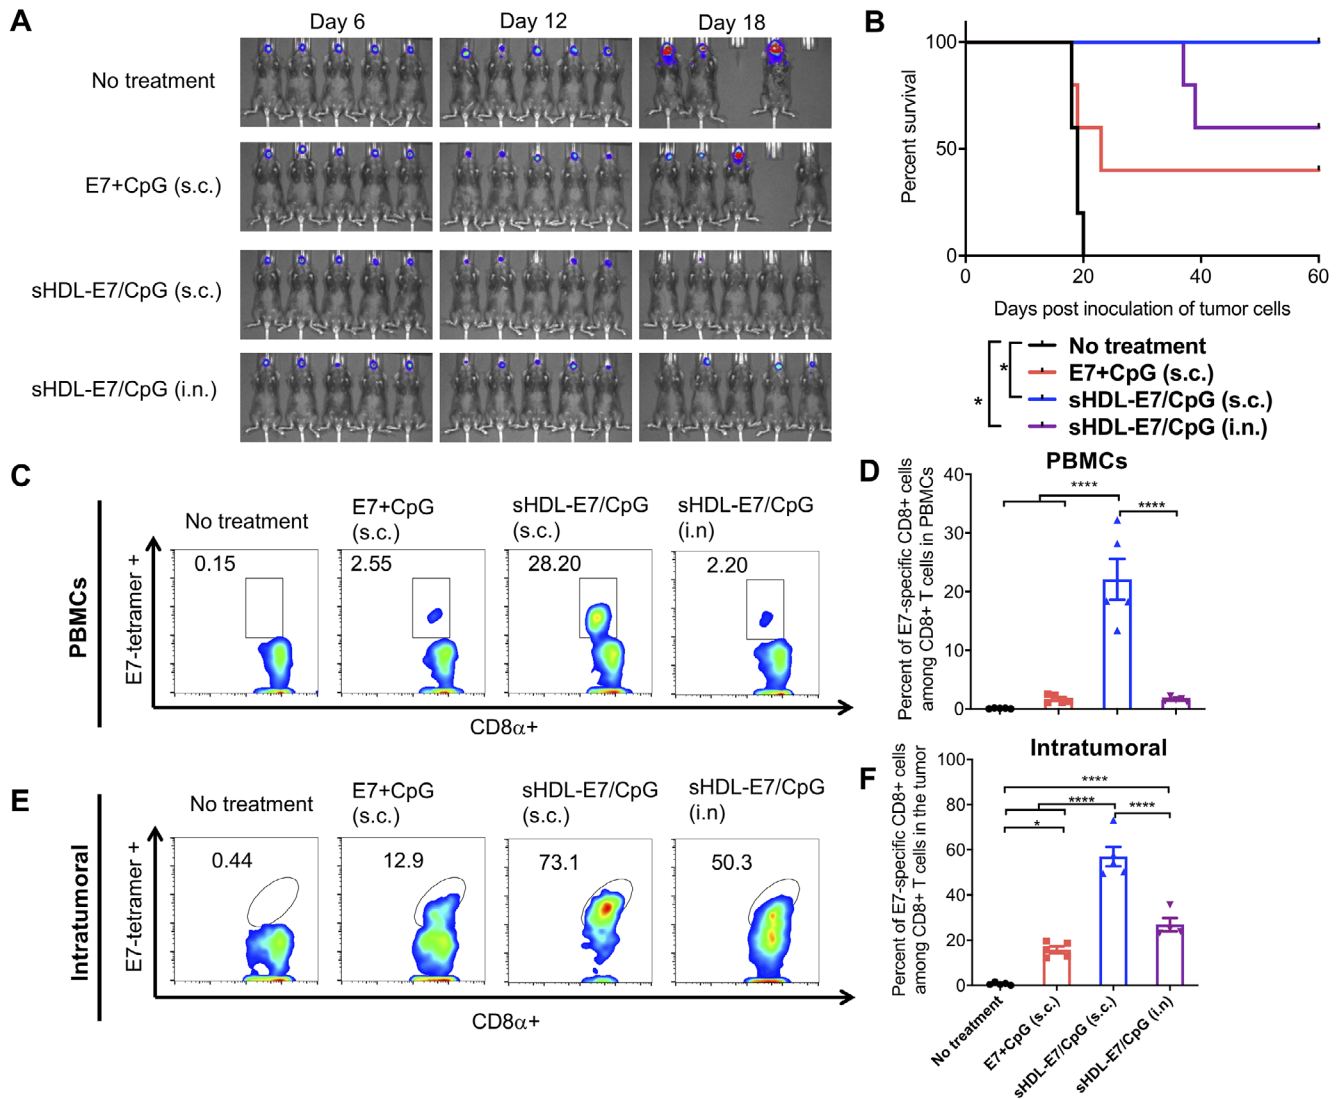 A
Day 6
Day 12
Day 18
No treatment
E7+CpG (s.c.)
sHDL-E7/CpG (s.c.)
sHDL-E7/CpG (i.n.)
B
Percent survival
100
50
0
0
20
40
60
Days post inoculation of tumor cells
No treatment
E7+CpG (s.c.)
sHDL-E7/CpG (s.c.)
sHDL-E7/CpG (i.n.)
*
*
C
PBMCs
E7-tetramer +
No treatment
E7+CpG
(s.c.)
sHDL-E7/CpG
(s.c.)
sHDL-E7/CpG
(i.n)
0.15
2.55
28.20
2.20
CD8α+
D
PBMCs
Percent of E7-specific CD8+ cells
among CD8+ T cells in PBMCs
40
30
20
10
0
****
****
E
Intratumoral
E7-tetramer +
No treatment
E7+CpG
(s.c.)
sHDL-E7/CpG
(s.c.)
sHDL-E7/CpG
(i.n)
0.44
12.9
73.1
50.3
CD8α+
F
Intratumoral
Percent of E7-specific CD8+ cells
among CD8+ T cells in the tumor
100
80
60
40
20
0
****
****
****
*
No treatment
E7+CpG (s.c.)
sHDL-E7/CpG (s.c.)
sHDL-E7/CpG (i.n)